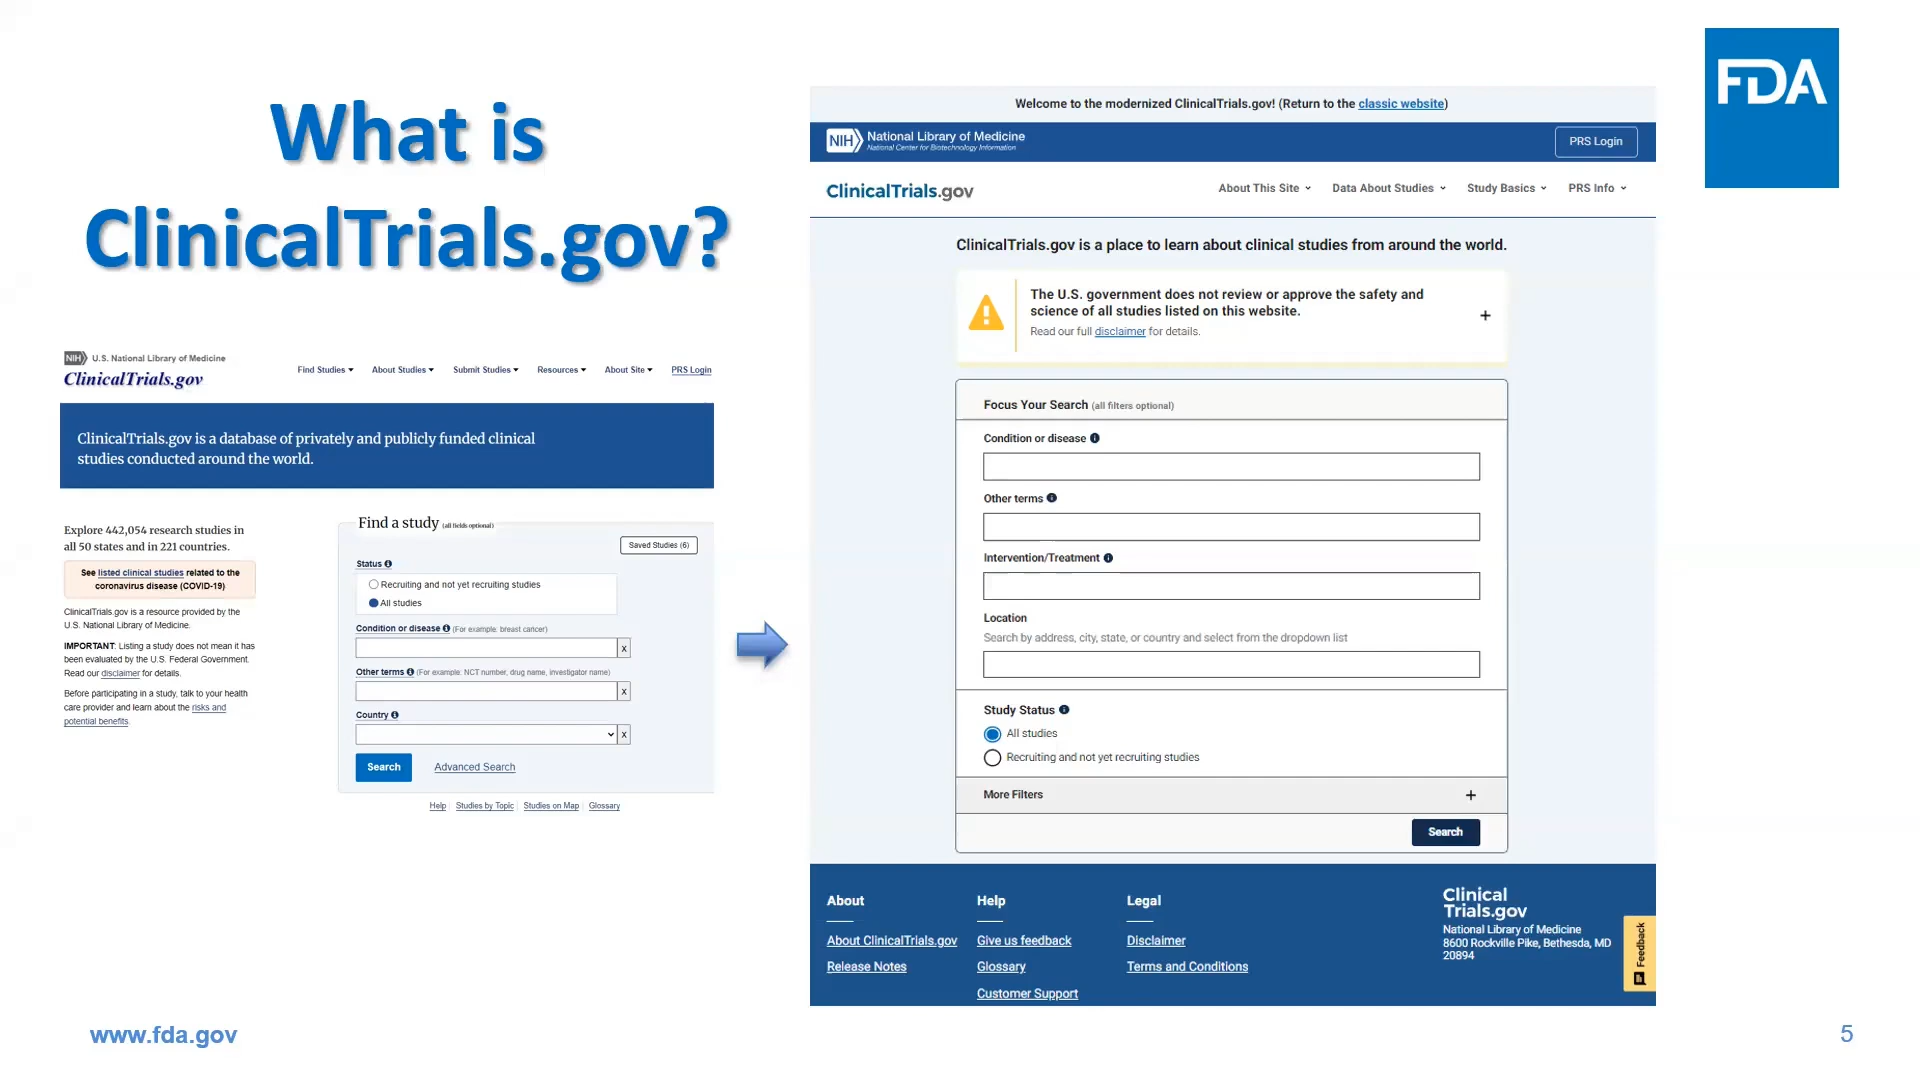 What is
ClinicalTrials.gov?
NIH U.S. National Library of Medicine
ClinicalTrials.gov
Find Studies About Studies Submit Studies Resources About Site PRS Login
ClinicalTrials.gov is a database of privately and publicly funded clinical
studies conducted around the world.
Explore 442,054 research studies in
all 50 states and in 221 countries.
See listed clinical studies related to the
coronavirus disease (COVID-19)
ClinicalTrials.gov is a resource provided by the
U.S. National Library of Medicine.
IMPORTANT: Listing a study does not mean it has
been evaluated by the U.S. Federal Government.
Read our disclaimer for details.
Before participating in a study, talk to your health
care provider and learn about the risks and
potential benefits.
Find a study (all fields optional)
Saved Studies (6)
Status
Recruiting and not yet recruiting studies
All studies
Condition or disease (For example: breast cancer)
x
Other terms (For example: NCT number, drug name, investigator name)
x
Country
x
Search Advanced Search
Help Studies by Topic Studies on Map Glossary
Welcome to the modernized ClinicalTrials.gov! (Return to the classic website)
NIH National Library of Medicine
National Center for Biotechnology Information
PRS Login
ClinicalTrials.gov
About This Site Data About Studies Study Basics PRS Info
ClinicalTrials.gov is a place to learn about clinical studies from around the world.
The U.S. government does not review or approve the safety and
science of all studies listed on this website.
Read our full disclaimer for details.
+
Focus Your Search (all filters optional)
Condition or disease
Other terms
Intervention/Treatment
Location
Search by address, city, state, or country and select from the dropdown list
Study Status
All studies
Recruiting and not yet recruiting studies
More Filters +
Search
About
About ClinicalTrials.gov
Release Notes
Help
Give us feedback
Glossary
Customer Support
Legal
Disclaimer
Terms and Conditions
Clinical
Trials.gov
National Library of Medicine
8600 Rockville Pike, Bethesda, MD
20894
Feedback
FDA
www.fda.gov
5